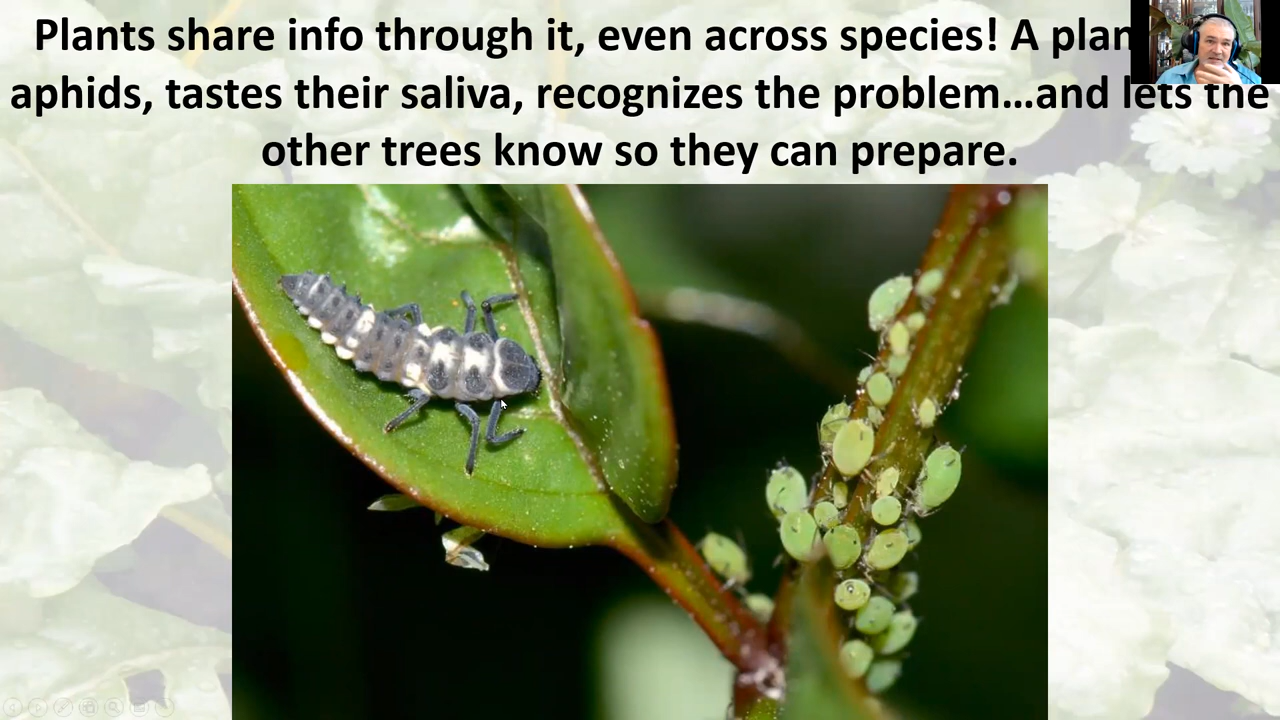 Plants share info through it, even across species! A plan
aphids, tastes their saliva, recognizes the problem…and lets the
other trees know so they can prepare.